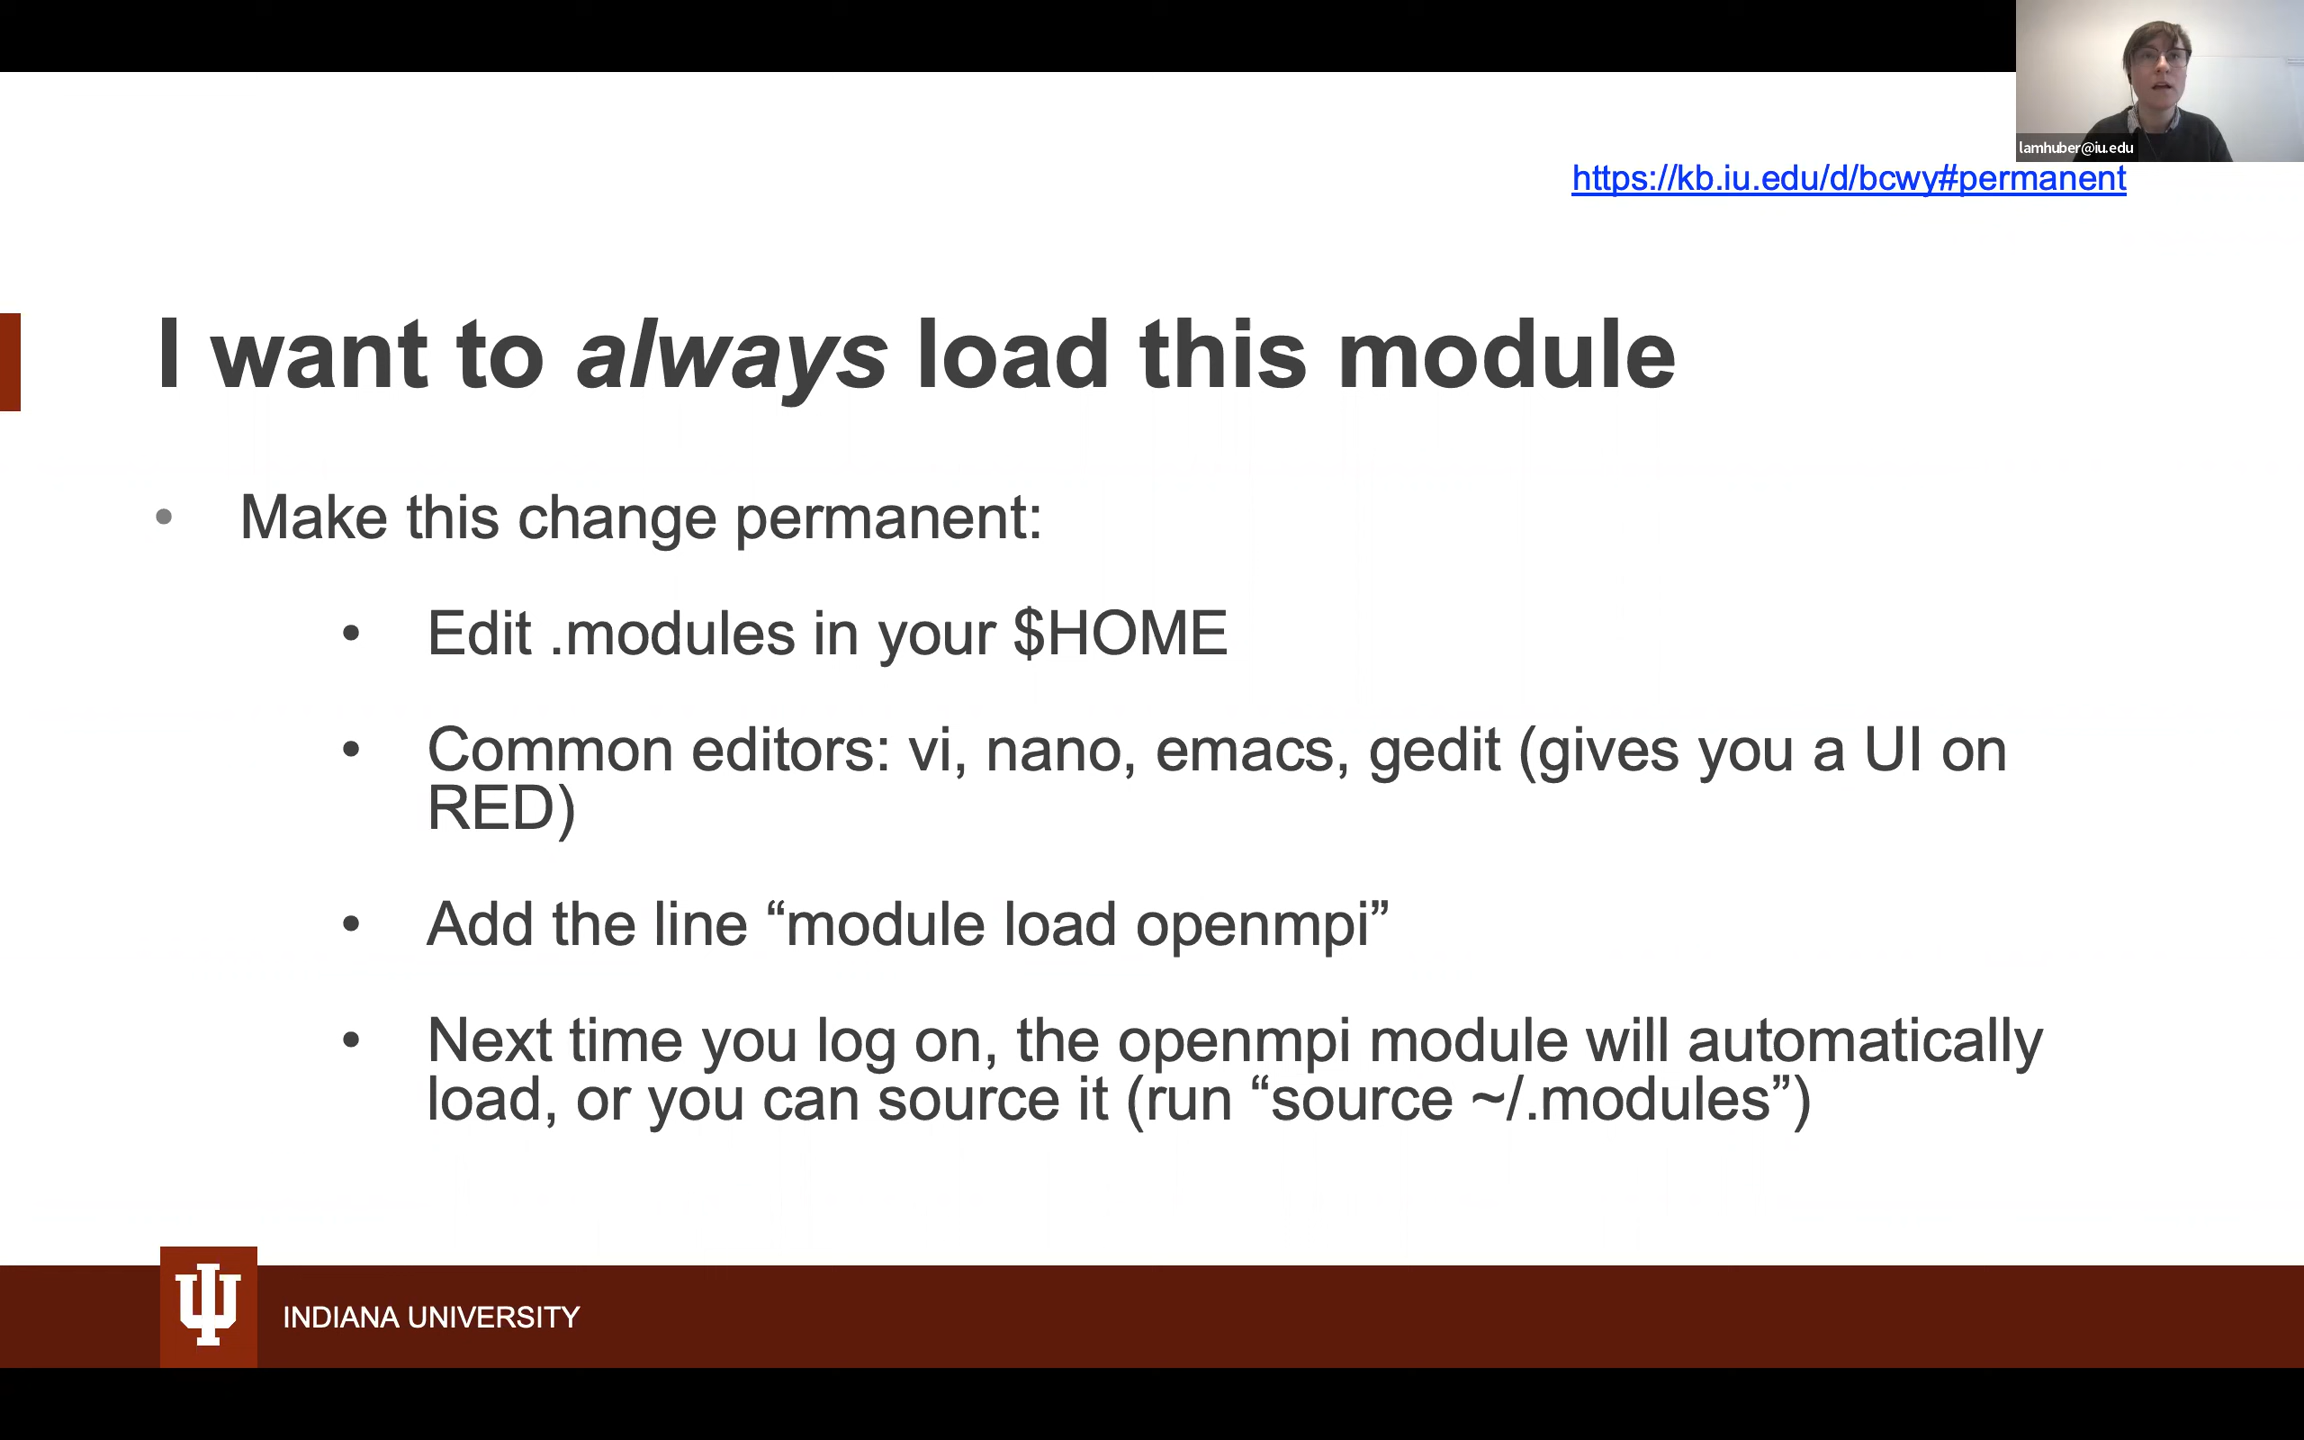 lamhuber@iu.edu
https://kb.iu.edu/d/bcwy#permanent
I want to always load this module
• Make this change permanent:
• Edit .modules in your $HOME
• Common editors: vi, nano, emacs, gedit (gives you a UI on
RED)
• Add the line “module load openmpi”
• Next time you log on, the openmpi module will automatically
load, or you can source it (run “source ~/.modules”)
INDIANA UNIVERSITY